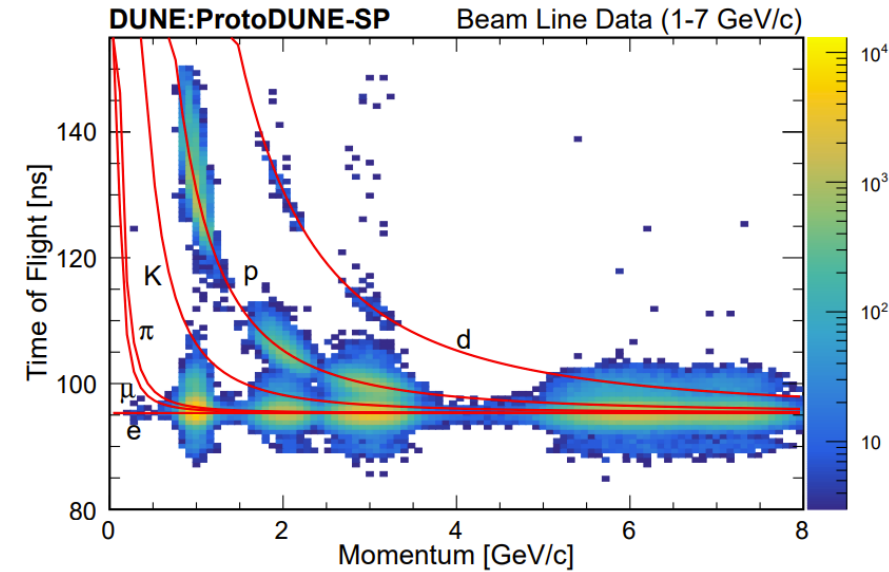 DUNE:ProtoDUNE-SP Beam Line Data (1-7 GeV/c)
Time of Flight [ns]
140
120
100
80
K
p
π
d
μ
e
0 2 4 6 8
Momentum [GeV/c]
10⁴
10³
10²
10